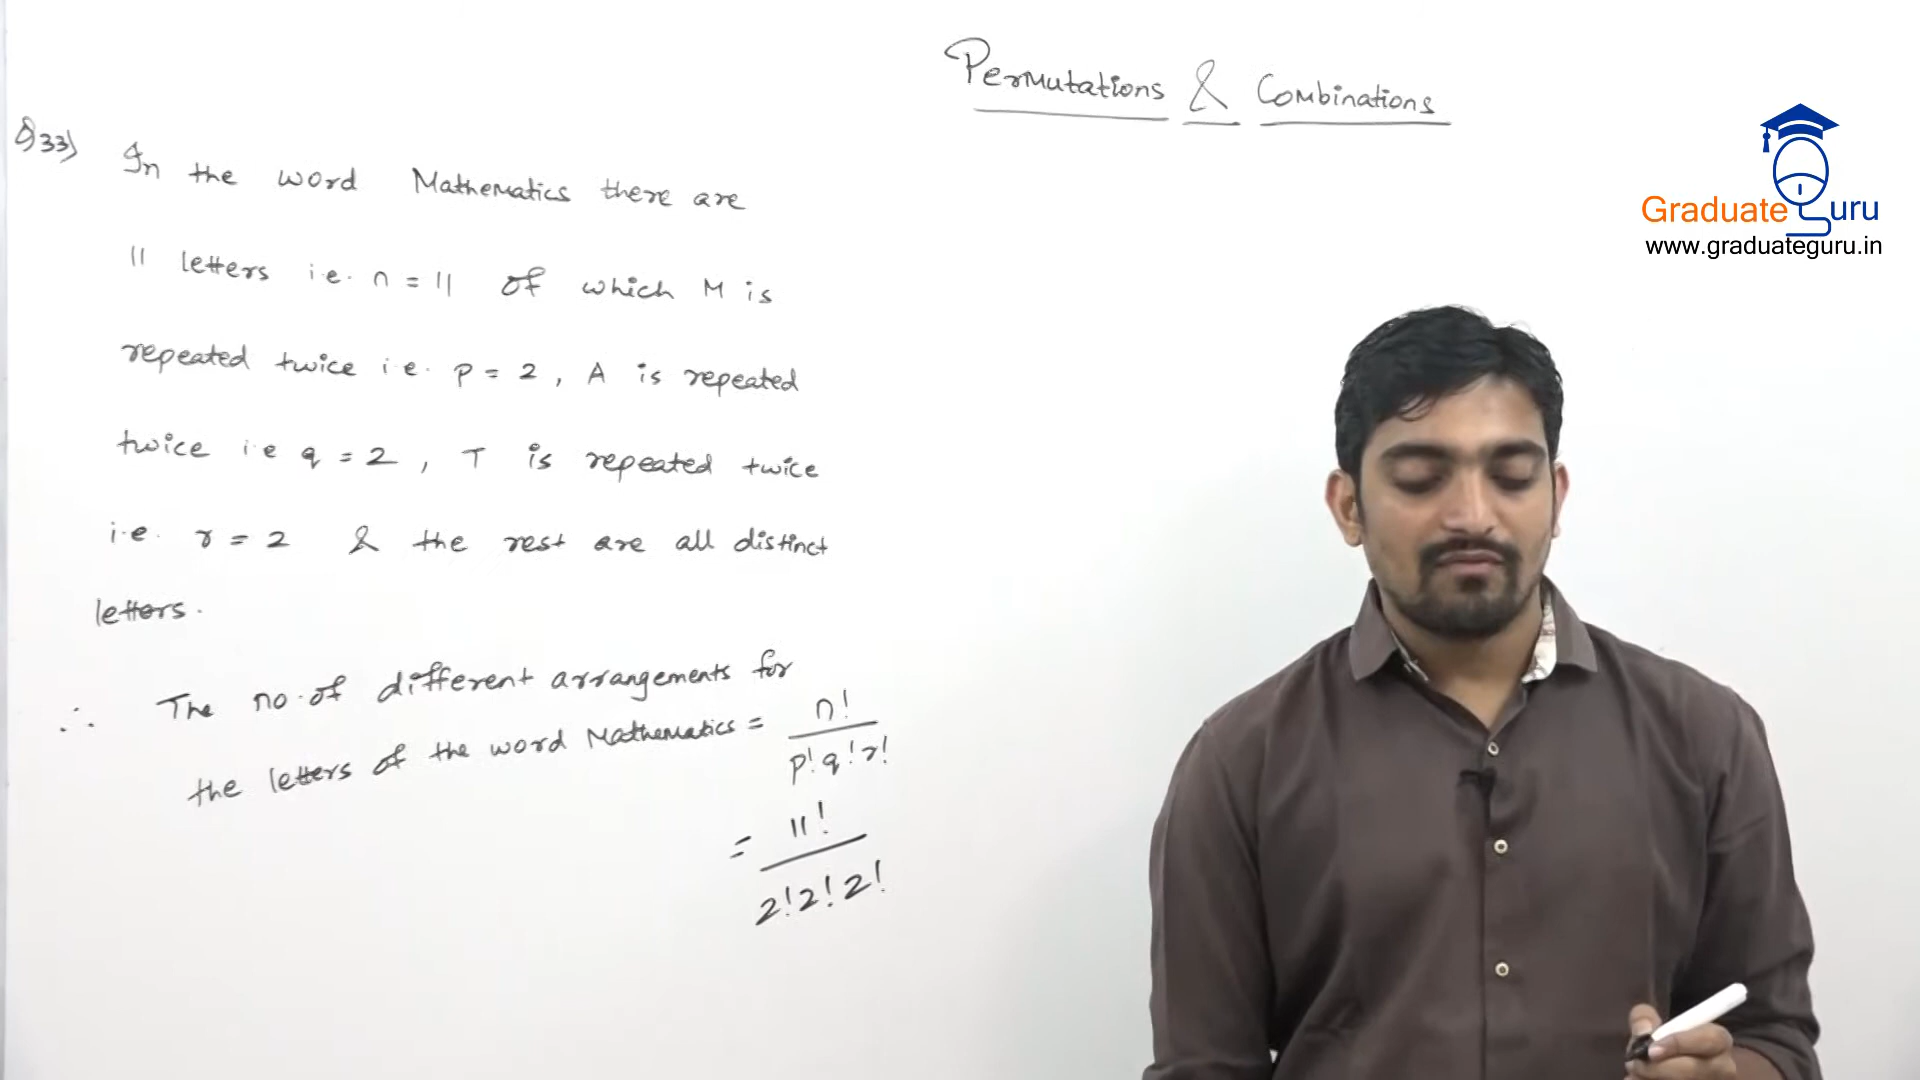 Permutations & Combinations
Q33) In the word Mathematics there are
11 letters i.e. n = 11 of which M is
repeated twice i.e. p = 2, A is repeated
twice i.e q = 2, T is repeated twice
i.e. r = 2 & the rest are all distinct
letters.
∴ The no. of different arrangements for
the letters of the word Mathematics = n! / p! q! r!
= 11! / 2! 2! 2!
Graduate Guru
www.graduateguru.in